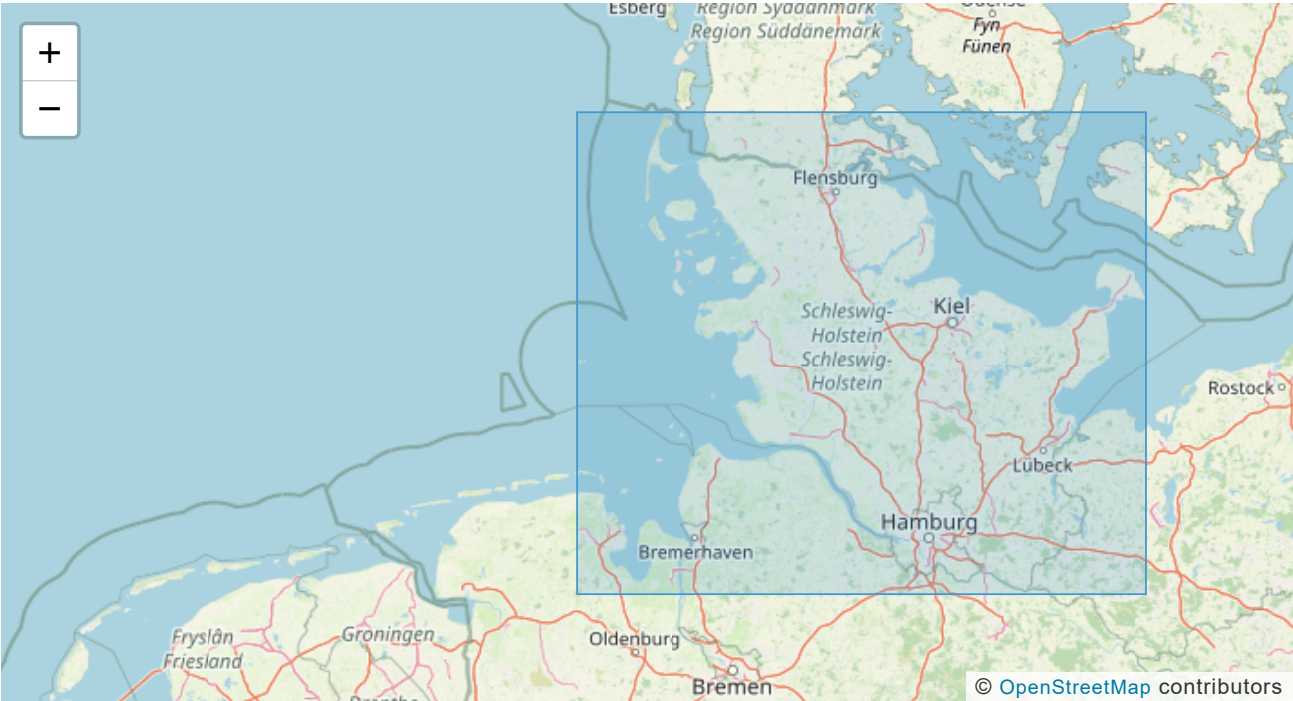 +
−
Esberg
Region Syddanmark
Region Süddänemark
Odense
Fyn
Fünen
Flensburg
Kiel
Schleswig-
Holstein
Schleswig-
Holstein
Rostock
Lübeck
Hamburg
Bremerhaven
Fryslân
Friesland
Groningen
Oldenburg
Drenthe
Bremen
© OpenStreetMap contributors